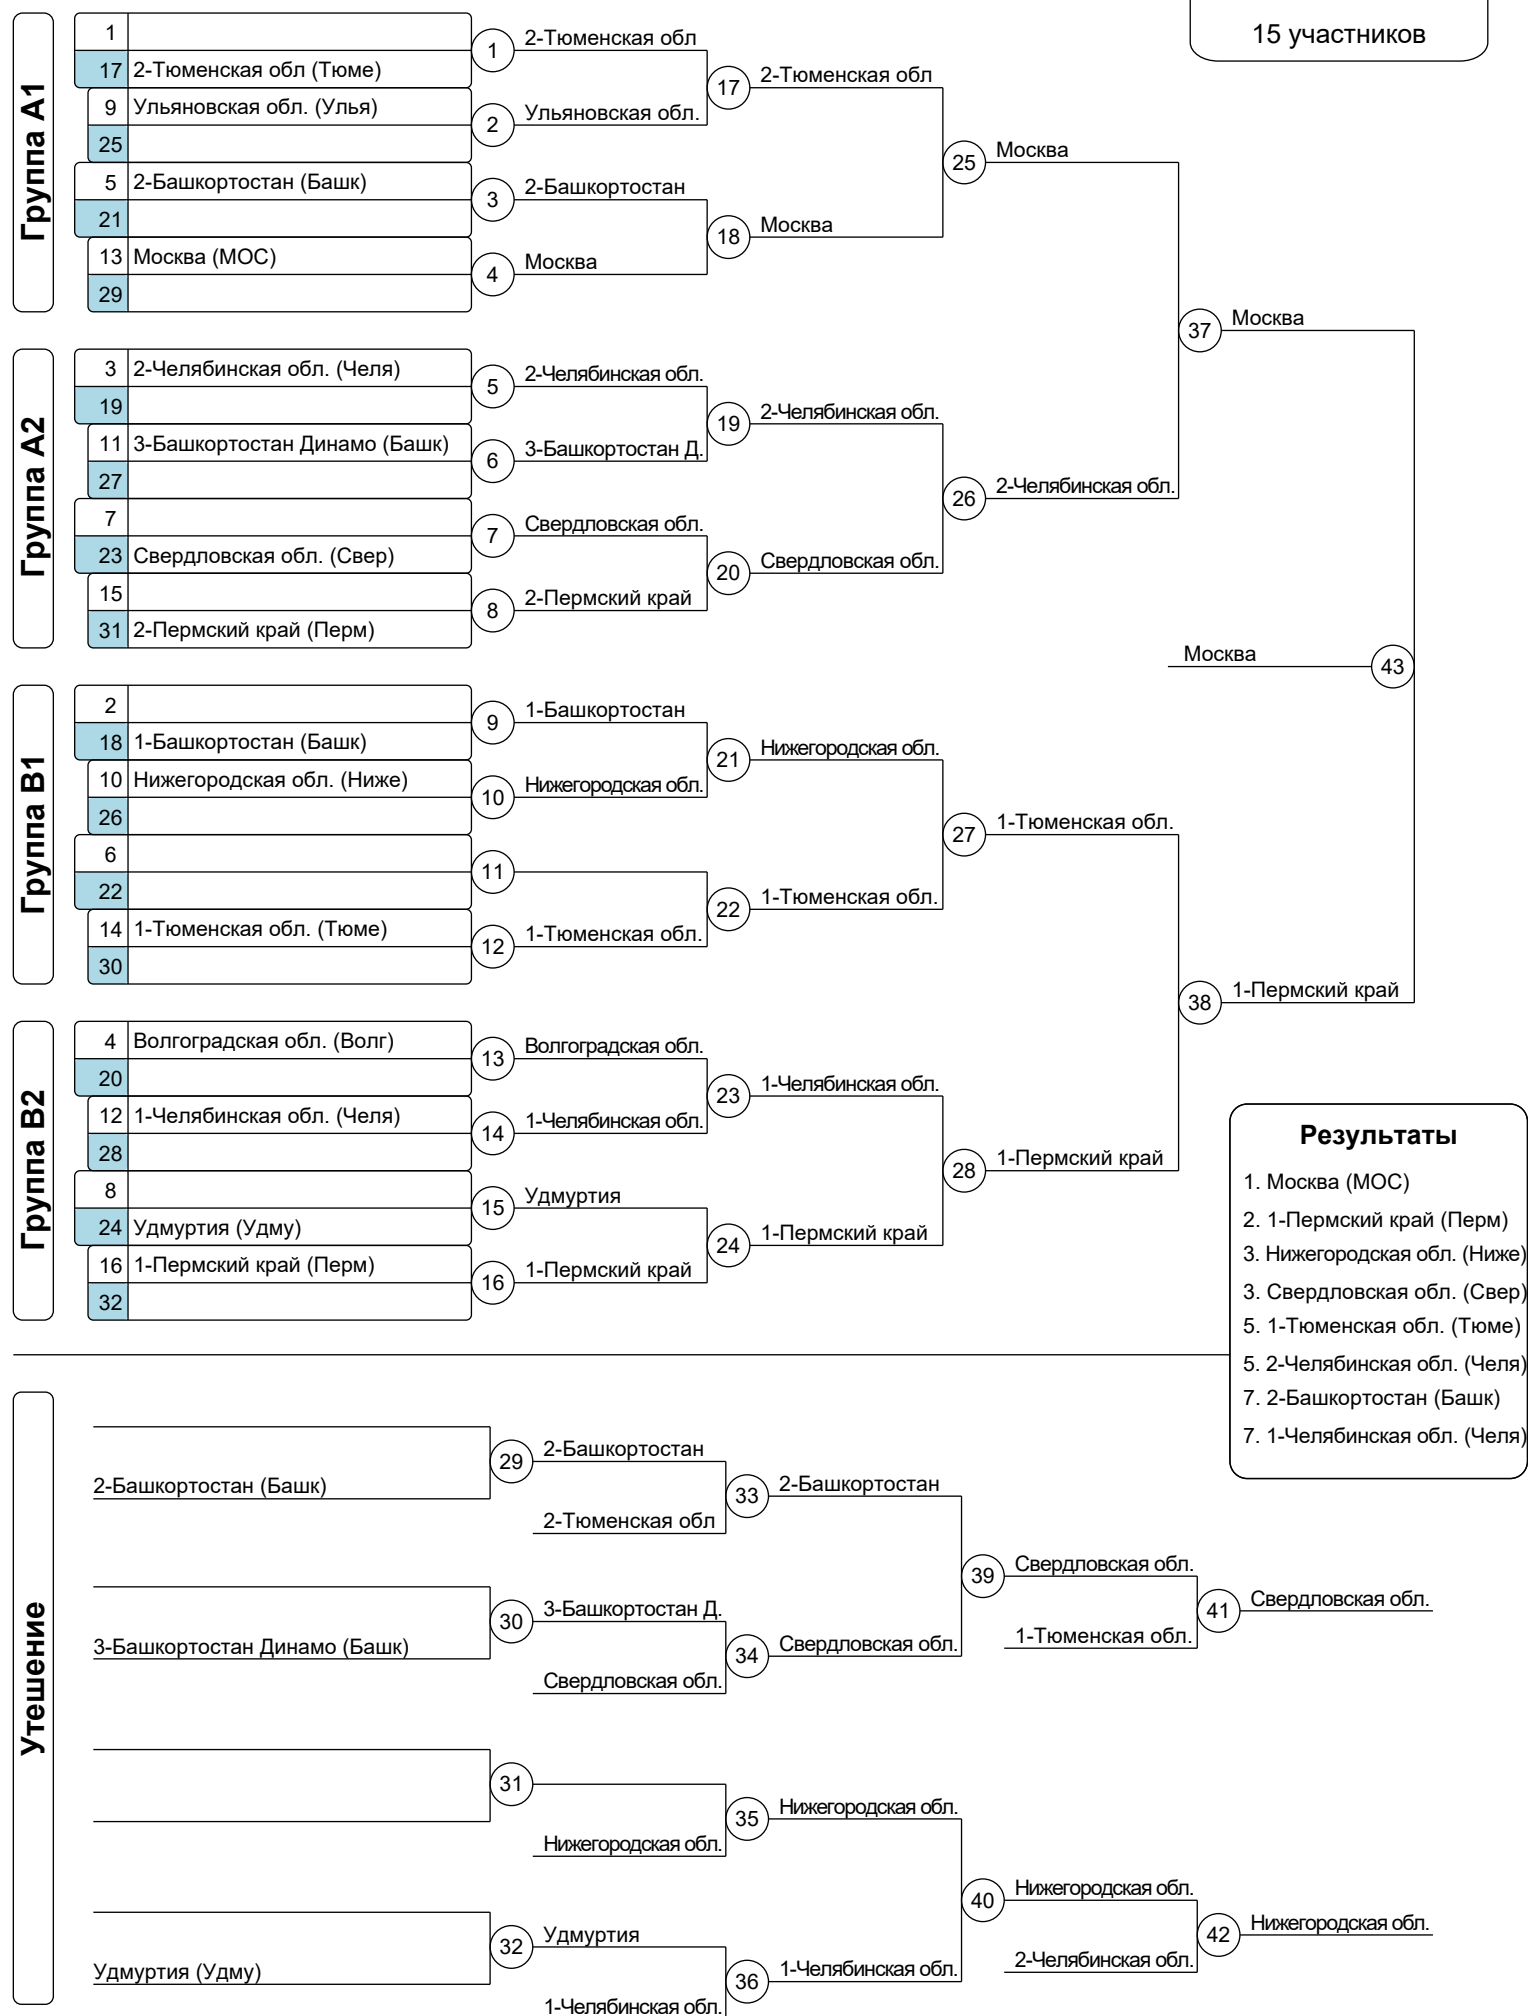 15 участников
Группа A1
1
17 2-Тюменская обл (Тюме)
9 Ульяновская обл. (Улья)
25
5 2-Башкортостан (Башк)
21
13 Москва (МОС)
29
1 2-Тюменская обл
2 Ульяновская обл.
3 2-Башкортостан
4 Москва
17 2-Тюменская обл
18 Москва
25 Москва
Группа A2
3 2-Челябинская обл. (Челя)
19
11 3-Башкортостан Динамо (Башк)
27
7
23 Свердловская обл. (Свер)
15
31 2-Пермский край (Перм)
5 2-Челябинская обл.
6 3-Башкортостан Д.
7 Свердловская обл.
8 2-Пермский край
19 2-Челябинская обл.
20 Свердловская обл.
26 2-Челябинская обл.
37 Москва
Москва 43
Группа B1
2
18 1-Башкортостан (Башк)
10 Нижегородская обл. (Ниже)
26
6
22
14 1-Тюменская обл. (Тюме)
30
9 1-Башкортостан
10 Нижегородская обл.
11
12 1-Тюменская обл.
21 Нижегородская обл.
22 1-Тюменская обл.
27 1-Тюменская обл.
Группа B2
4 Волгоградская обл. (Волг)
20
12 1-Челябинская обл. (Челя)
28
8
24 Удмуртия (Удму)
16 1-Пермский край (Перм)
32
13 Волгоградская обл.
14 1-Челябинская обл.
15 Удмуртия
16 1-Пермский край
23 1-Челябинская обл.
24 1-Пермский край
28 1-Пермский край
38 1-Пермский край
Результаты
1. Москва (МОС)
2. 1-Пермский край (Перм)
3. Нижегородская обл. (Ниже)
3. Свердловская обл. (Свер)
5. 1-Тюменская обл. (Тюме)
5. 2-Челябинская обл. (Челя)
7. 2-Башкортостан (Башк)
7. 1-Челябинская обл. (Челя)
Утешение
2-Башкортостан (Башк)
29 2-Башкортостан
2-Тюменская обл
33 2-Башкортостан
3-Башкортостан Динамо (Башк)
30 3-Башкортостан Д.
Свердловская обл.
34 Свердловская обл.
39 Свердловская обл.
1-Тюменская обл.
41 Свердловская обл.
31
Нижегородская обл.
35 Нижегородская обл.
Удмуртия (Удму)
32 Удмуртия
1-Челябинская обл.
36 1-Челябинская обл.
40 Нижегородская обл.
2-Челябинская обл.
42 Нижегородская обл.